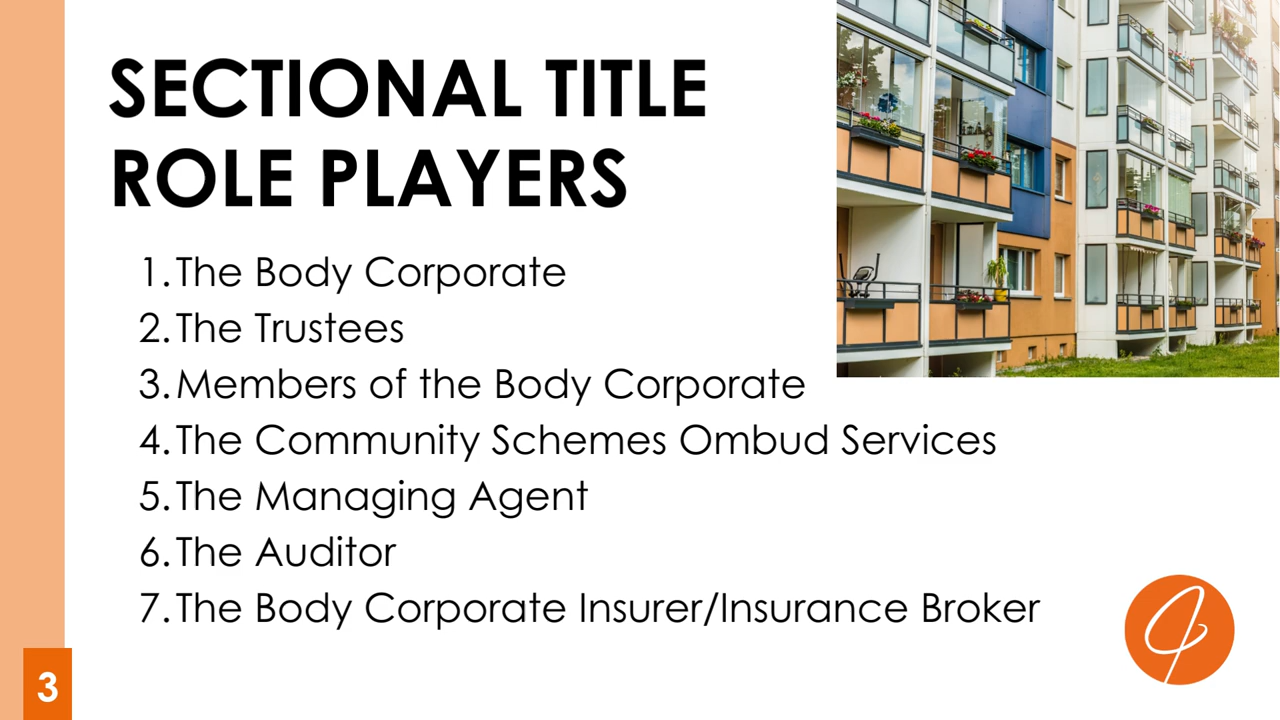 SECTIONAL TITLE
ROLE PLAYERS
1. The Body Corporate
2. The Trustees
3. Members of the Body Corporate
4. The Community Schemes Ombud Services
5. The Managing Agent
6. The Auditor
7. The Body Corporate Insurer/Insurance Broker
3